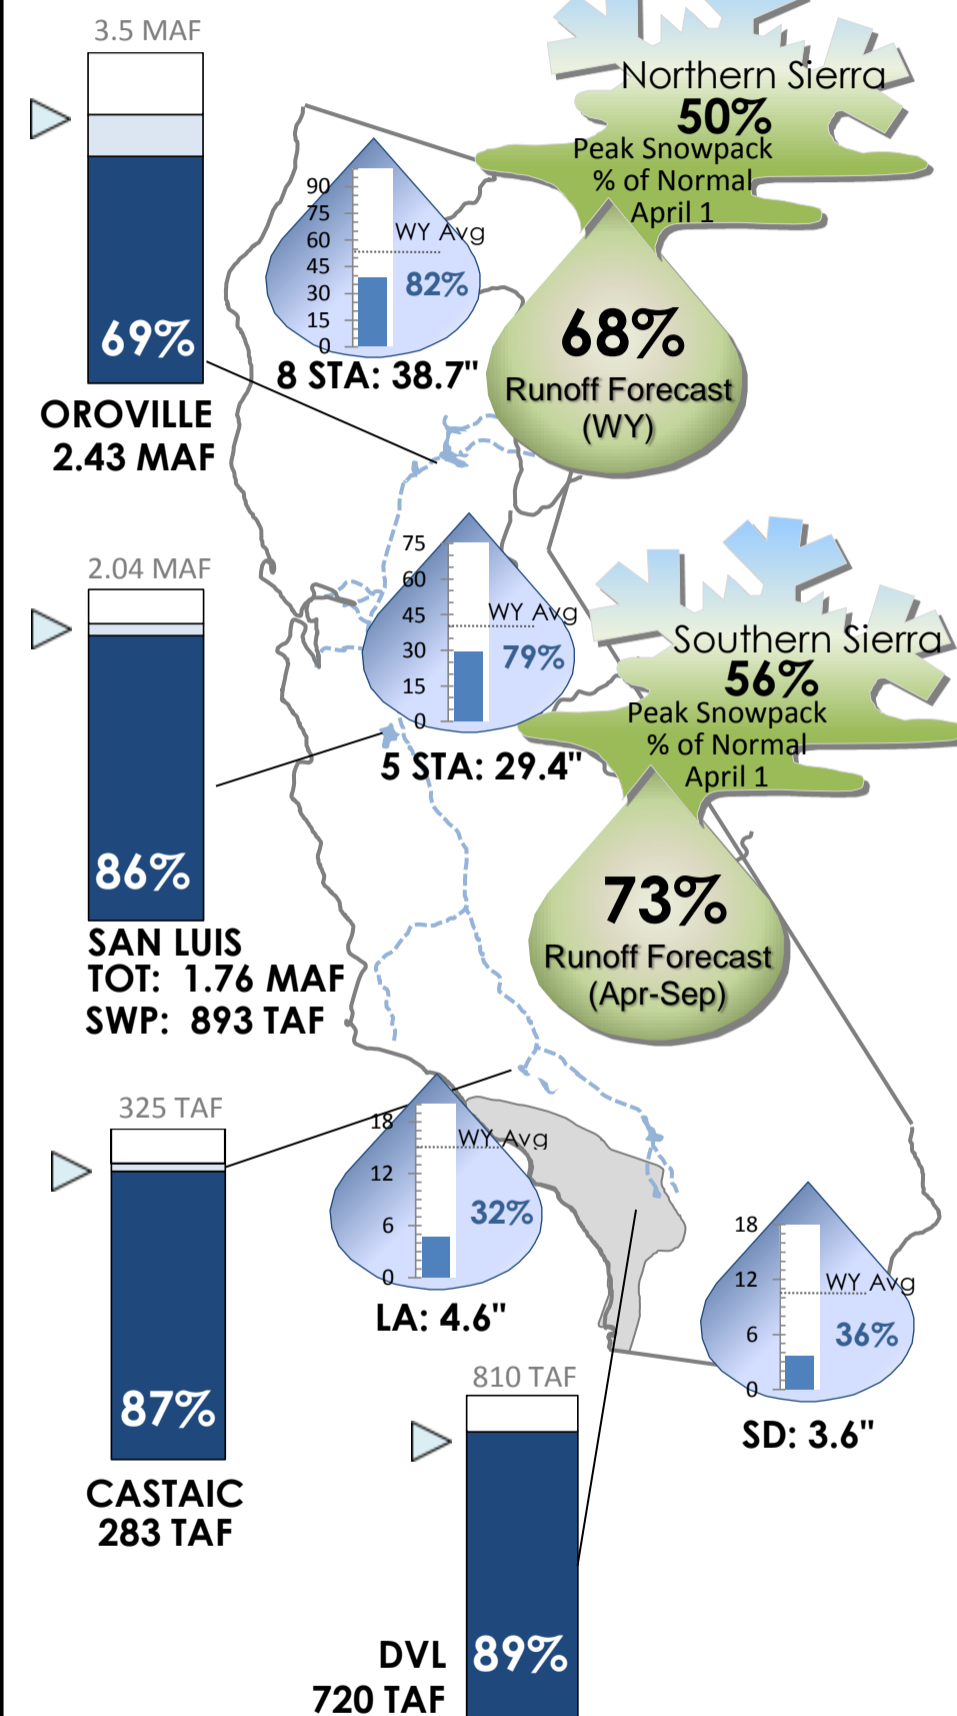 3.5 MAF
69%
OROVILLE
2.43 MAF
90
75
60
45
30
15
0
WY Avg
82%
8 STA: 38.7"
Northern Sierra
50%
Peak Snowpack
% of Normal
April 1
68%
Runoff Forecast
(WY)
2.04 MAF
86%
SAN LUIS
TOT: 1.76 MAF
SWP: 893 TAF
75
60
45
30
15
0
WY Avg
79%
5 STA: 29.4"
Southern Sierra
56%
Peak Snowpack
% of Normal
April 1
73%
Runoff Forecast
(Apr-Sep)
325 TAF
87%
CASTAIC
283 TAF
18
12
6
0
WY Avg
32%
LA: 4.6"
18
12
6
0
WY Avg
36%
SD: 3.6"
810 TAF
89%
DVL
720 TAF